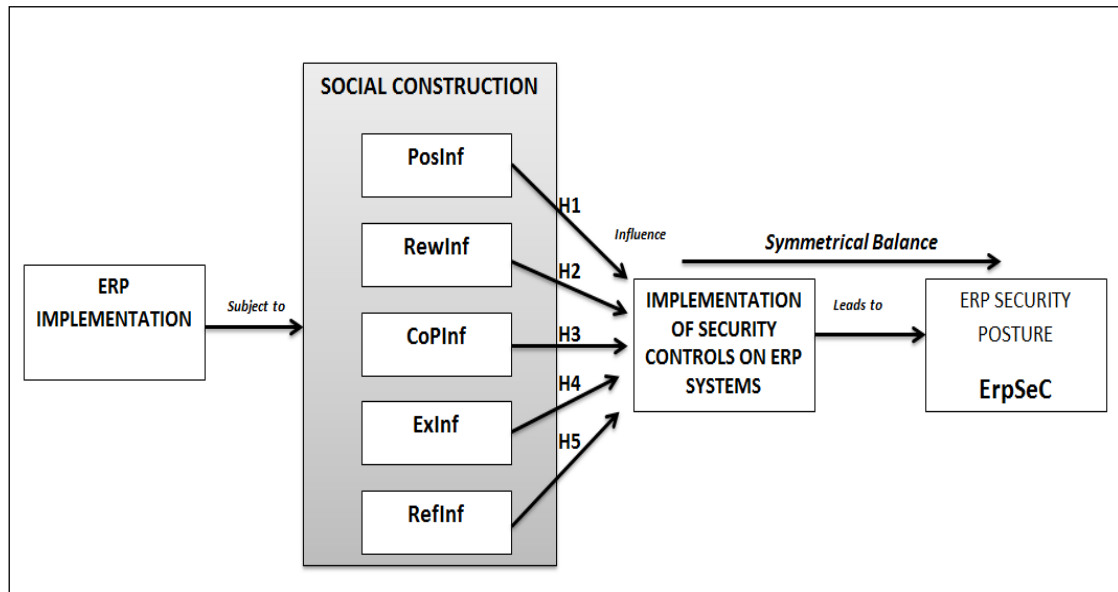 SOCIAL CONSTRUCTION
PosInf
H1
Influence
Symmetrical Balance
RewInf
H2
ERP
IMPLEMENTATION
Subject to
CoPInf
H3
IMPLEMENTATION
OF SECURITY
CONTROLS ON ERP
SYSTEMS
Leads to
ERP SECURITY
POSTURE
ErpSeC
H4
ExInf
H5
RefInf